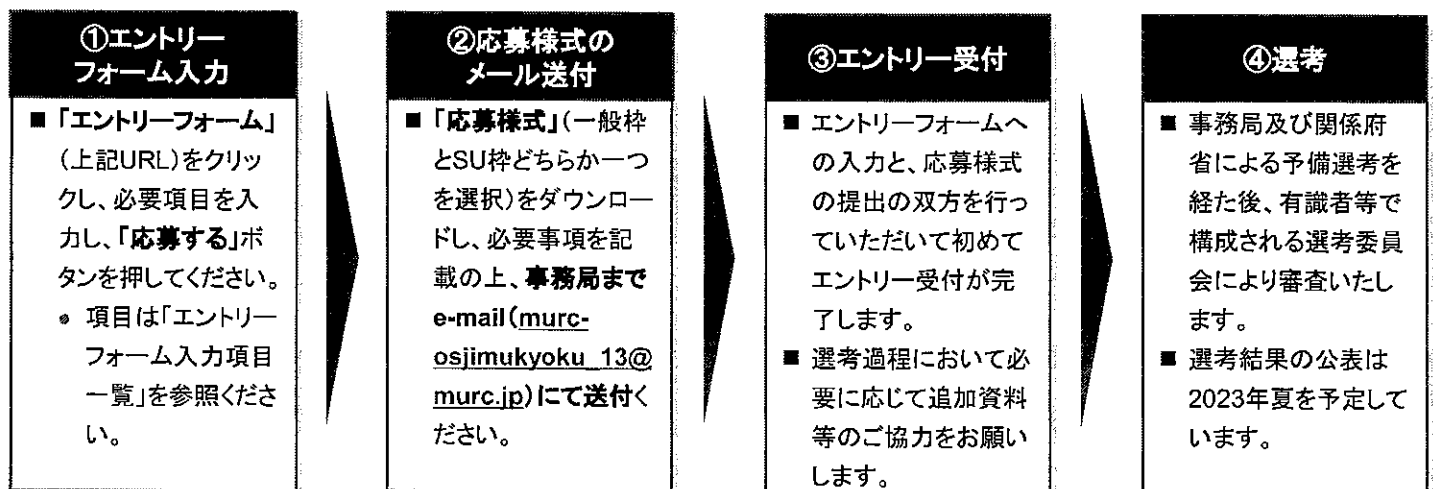 ①エントリー
フォーム入力
■ 「エントリーフォーム」
(上記URL)をクリッ
クし、必要項目を入
力し、「応募する」ボ
タンを押してください。
● 項目は「エントリー
フォーム入力項目
一覧」を参照くださ
い。
②応募様式の
メール送付
■ 「応募様式」(一般枠
とSU枠どちらか一つ
を選択)をダウンロー
ドし、必要事項を記
載の上、事務局まで
e-mail(murc-
osjimukyoku_13@
murc.jp)にて送付く
ださい。
③エントリー受付
■ エントリーフォームへ
の入力と、応募様式
の提出の双方を行っ
ていただいて初めて
エントリー受付が完
了します。
■ 選考過程において必
要に応じて追加資料
等のご協力をお願い
します。
④選考
■ 事務局及び関係府
省による予備選考を
経た後、有識者等で
構成される選考委員
会により審査いたし
ます。
■ 選考結果の公表は
2023年夏を予定して
います。